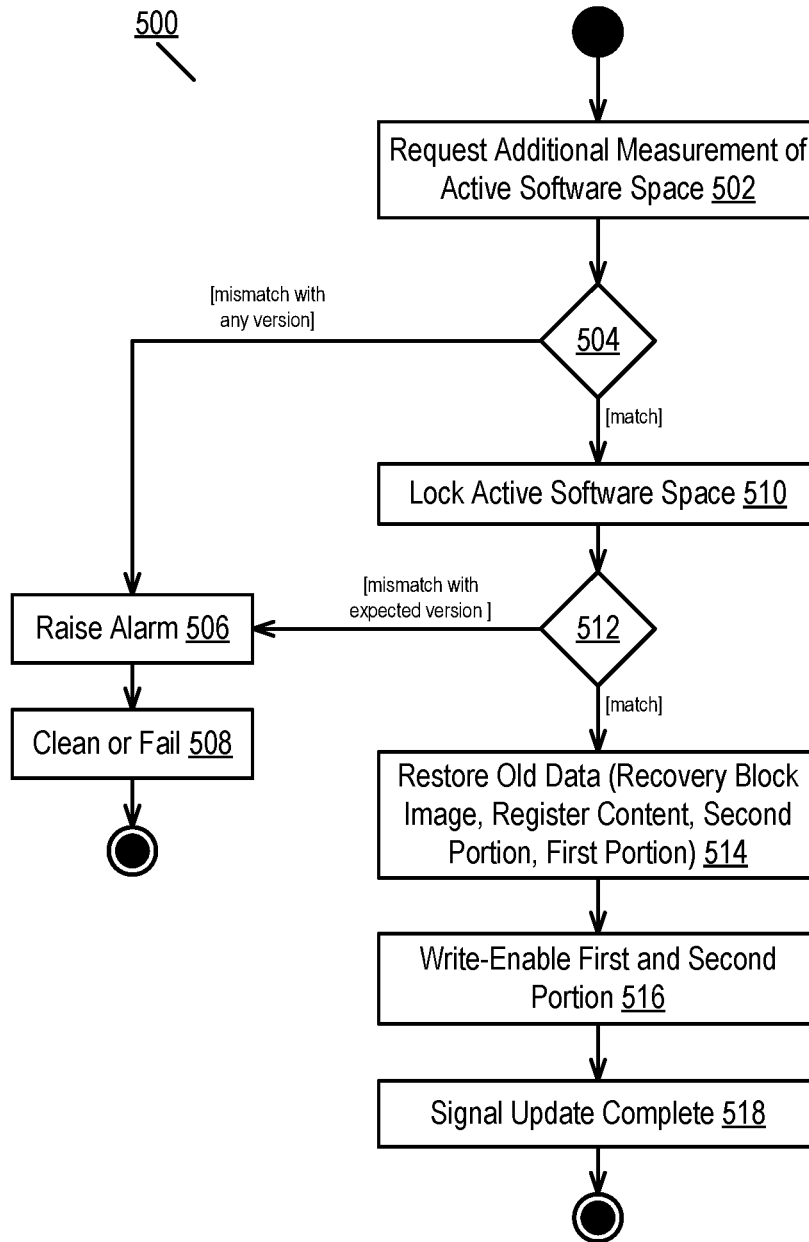 500
Request Additional Measurement of
Active Software Space 502
[mismatch with
any version]
504
[match]
Lock Active Software Space 510
[mismatch with
expected version ]
512
Raise Alarm 506
[match]
Clean or Fail 508
Restore Old Data (Recovery Block
Image, Register Content, Second
Portion, First Portion) 514
Write-Enable First and Second
Portion 516
Signal Update Complete 518